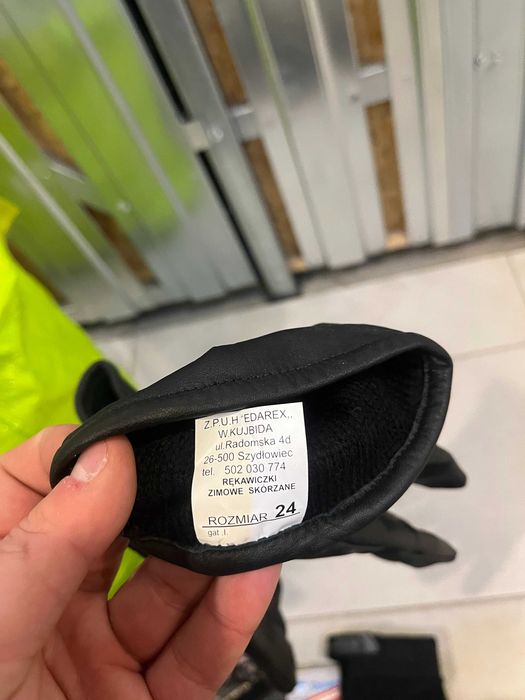 Z.P.U.H "EDAREX,,
W.KUJBIDA
ul.Radomska 4d
26-500 Szydłowiec
tel. 502 030 774
RĘKAWICZKI
ZIMOWE SKÓRZANE
ROZMIAR 24
gat .I.